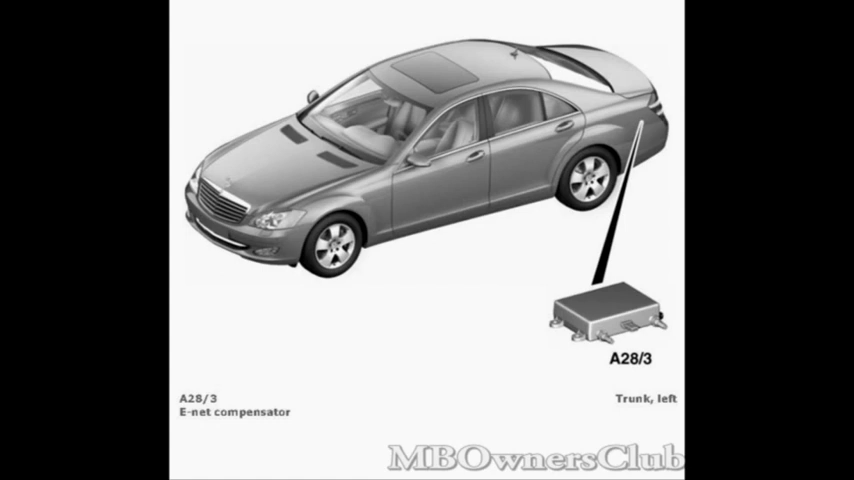 A28/3
A28/3
E-net compensator
Trunk, left
MBOwnersClub